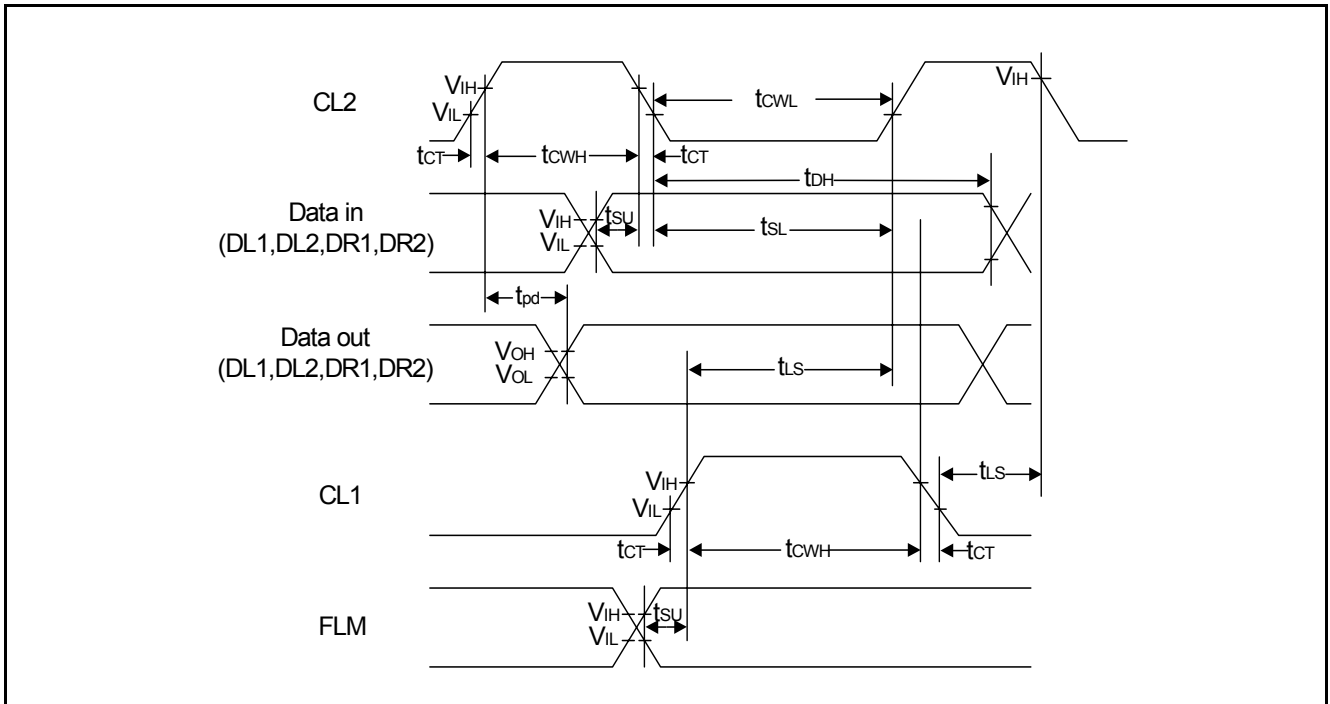 CL2
VIH
VIL
tCT
tCWH
tCT
tCWL
VIH
Data in
(DL1,DL2,DR1,DR2)
VIH
VIL
tSU
tDH
tSL
tpd
Data out
(DL1,DL2,DR1,DR2)
VOH
VOL
tLS
CL1
VIH
VIL
tLS
tCT
tCWH
tCT
FLM
VIH
VIL
tSU